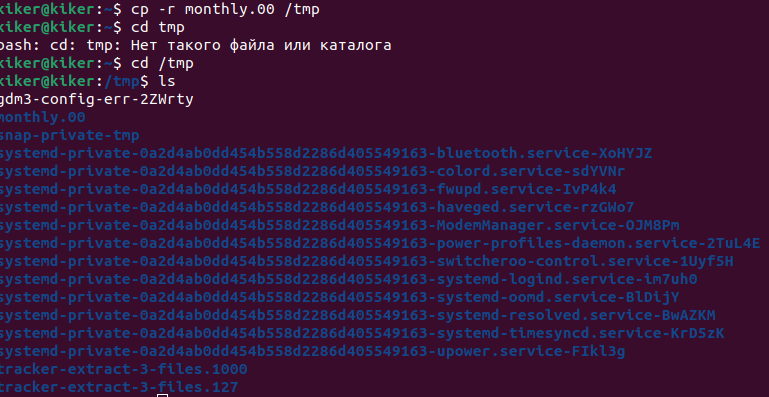 kiker@kiker:~$ cp -r monthly.00 /tmp
kiker@kiker:~$ cd tmp
bash: cd: tmp: Нет такого файла или каталога
kiker@kiker:~$ cd /tmp
kiker@kiker:/tmp$ ls
gdm3-config-err-2ZWrty
monthly.00
snap-private-tmp
systemd-private-0a2d4ab0dd454b558d2286d405549163-bluetooth.service-XoHYJZ
systemd-private-0a2d4ab0dd454b558d2286d405549163-colord.service-sdYVNr
systemd-private-0a2d4ab0dd454b558d2286d405549163-fwupd.service-IvP4k4
systemd-private-0a2d4ab0dd454b558d2286d405549163-haveged.service-rzGWo7
systemd-private-0a2d4ab0dd454b558d2286d405549163-ModemManager.service-OJM8Pm
systemd-private-0a2d4ab0dd454b558d2286d405549163-power-profiles-daemon.service-2TuL4E
systemd-private-0a2d4ab0dd454b558d2286d405549163-switcheroo-control.service-1Uyf5H
systemd-private-0a2d4ab0dd454b558d2286d405549163-systemd-logind.service-im7uh0
systemd-private-0a2d4ab0dd454b558d2286d405549163-systemd-oomd.service-BlDijY
systemd-private-0a2d4ab0dd454b558d2286d405549163-systemd-resolved.service-BwAZKM
systemd-private-0a2d4ab0dd454b558d2286d405549163-systemd-timesyncd.service-KrD5zK
systemd-private-0a2d4ab0dd454b558d2286d405549163-upower.service-FIkl3g
tracker-extract-3-files.1000
tracker-extract-3-files.127